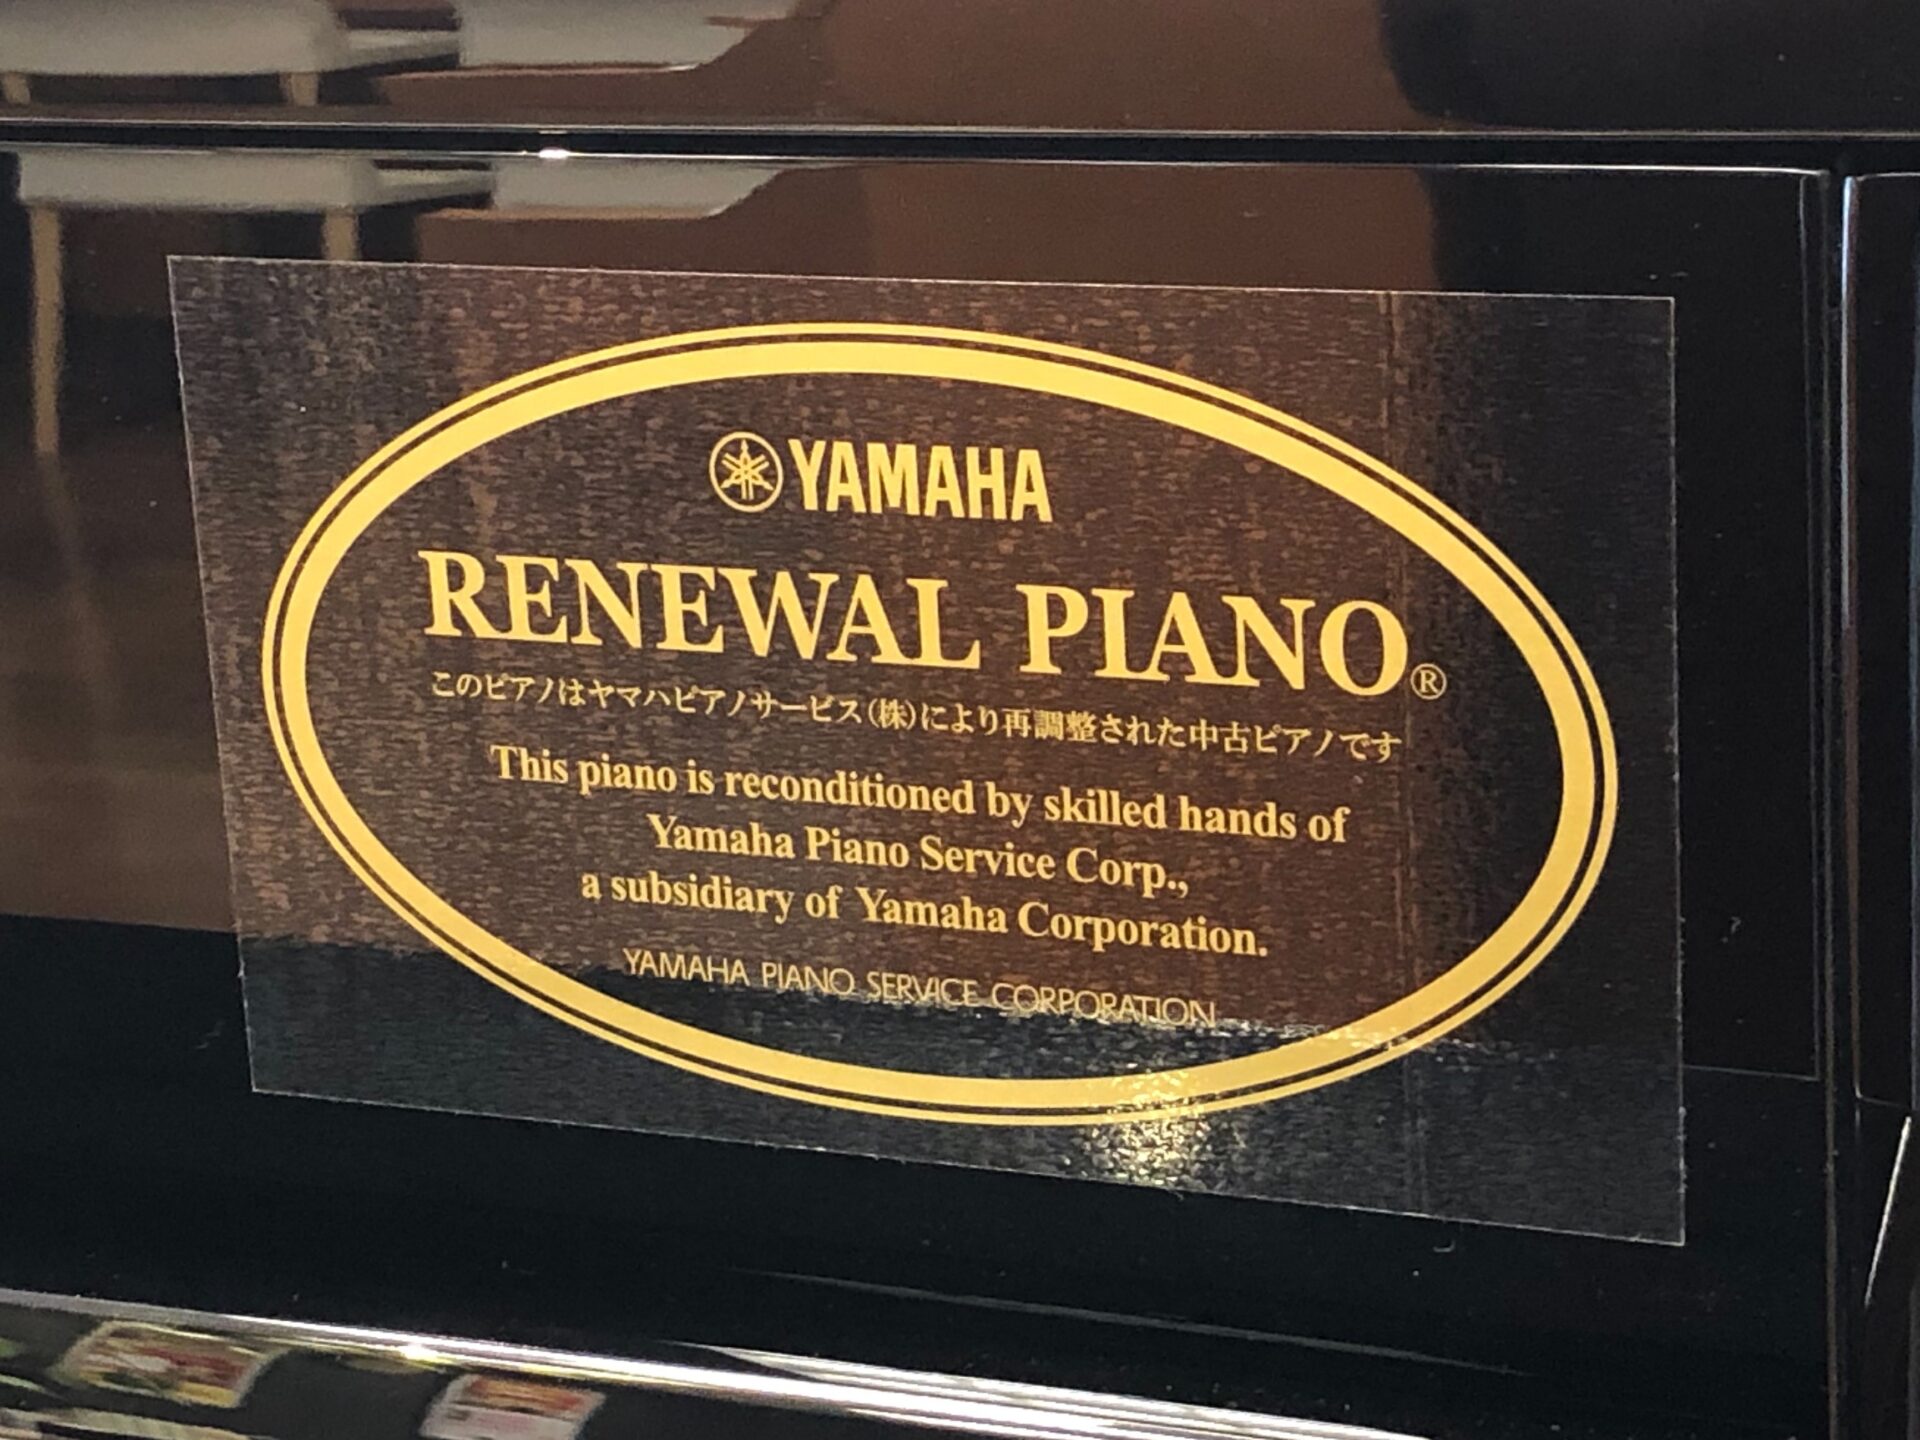 YAMAHA
RENEWAL PIANO®
このピアノはヤマハピアノサービス(株)により再調整された中古ピアノです
This piano is reconditioned by skilled hands of
Yamaha Piano Service Corp.,
a subsidiary of Yamaha Corporation.
YAMAHA PIANO SERVICE CORPORATION